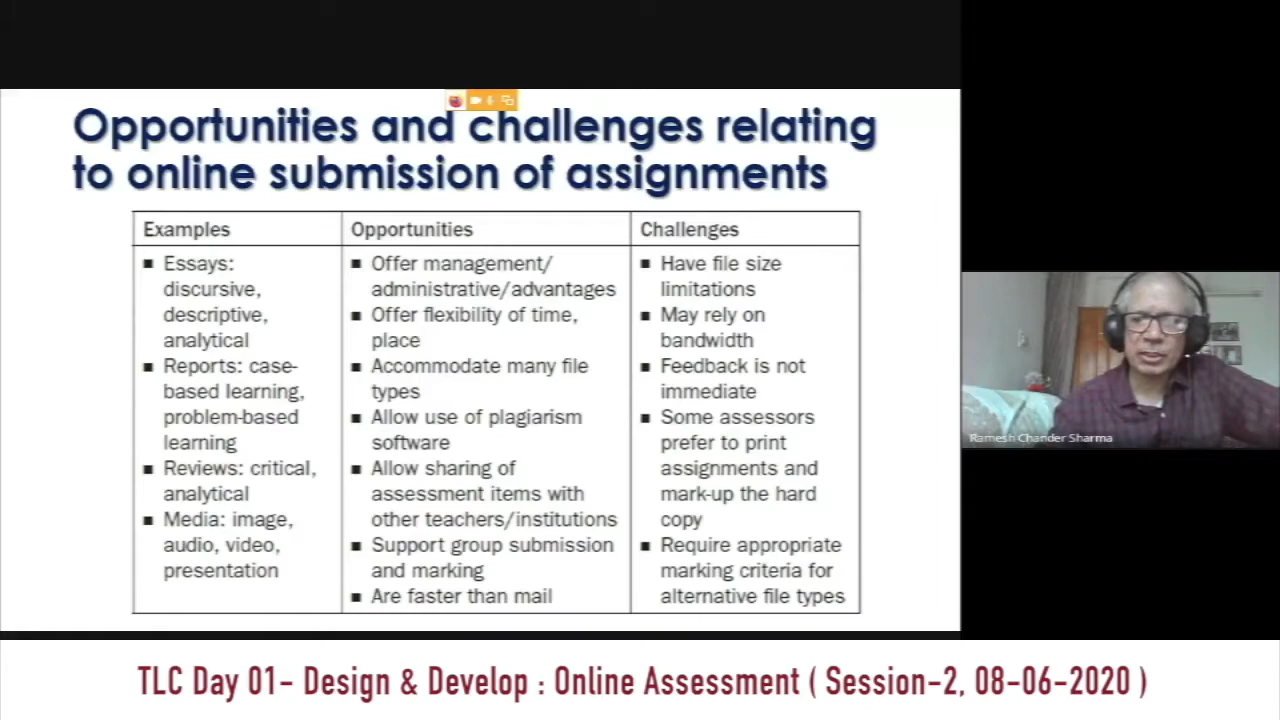 Opportunities and challenges relating
to online submission of assignments
Examples
Essays:
discursive,
descriptive,
analytical
Reports: case-
based learning,
problem-based
learning
Reviews: critical,
analytical
Media: image,
audio, video,
presentation
Opportunities
Offer management/
administrative/advantages
Offer flexibility of time,
place
Accommodate many file
types
Allow use of plagiarism
software
Allow sharing of
assessment items with
other teachers/institutions
Support group submission
and marking
Are faster than mail
Challenges
Have file size
limitations
May rely on
bandwidth
Feedback is not
immediate
Some assessors
prefer to print
assignments and
mark-up the hard
copy
Require appropriate
marking criteria for
alternative file types
Ramesh Chander Sharma
TLC Day 01- Design & Develop : Online Assessment ( Session-2, 08-06-2020 )